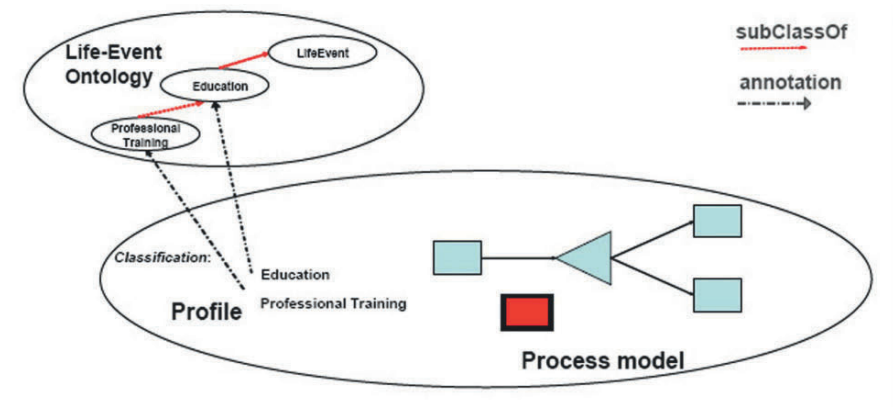 Life-Event
Ontology
LifeEvent
Education
Professional
Training
subClassOf
annotation
Classification:
Education
Professional Training
Profile
Process model